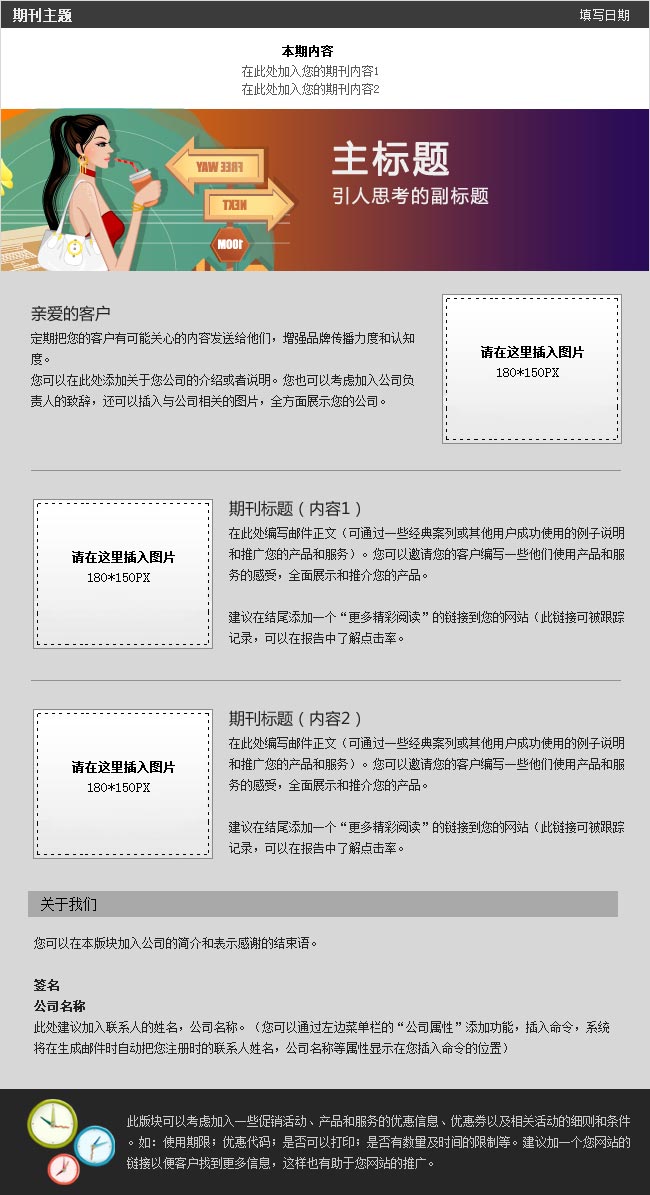 期刊主题
填写日期
本期内容
在此处加入您的期刊内容1
在此处加入您的期刊内容2
FREE WAY
NEXT
100M
主标题
引人思考的副标题
亲爱的客户
定期把您的客户有可能关心的内容发送给他们，增强品牌传播力度和认知
度。
您可以在此处添加关于您公司的介绍或者说明。您也可以考虑加入公司负
责人的致辞，还可以插入与公司相关的图片，全方面展示您的公司。
请在这里插入图片
180*150PX
请在这里插入图片
180*150PX
期刊标题（内容1）
在此处编写邮件正文（可通过一些经典案列或其他用户成功使用的例子说明
和推广您的产品和服务）。您可以邀请您的客户编写一些他们使用产品和服
务的感受，全面展示和推介您的产品。
建议在结尾添加一个“更多精彩阅读”的链接到您的网站（此链接可被跟踪
记录，可以在报告中了解点击率。
请在这里插入图片
180*150PX
期刊标题（内容2）
在此处编写邮件正文（可通过一些经典案列或其他用户成功使用的例子说明
和推广您的产品和服务）。您可以邀请您的客户编写一些他们使用产品和服
务的感受，全面展示和推介您的产品。
建议在结尾添加一个“更多精彩阅读”的链接到您的网站（此链接可被跟踪
记录，可以在报告中了解点击率。
关于我们
您可以在本版块加入公司的简介和表示感谢的结束语。
签名
公司名称
此处建议加入联系人的姓名，公司名称。（您可以通过左边菜单栏的“公司属性”添加功能，插入命令，系统
将在生成邮件时自动把您注册时的联系人姓名，公司名称等属性显示在您插入命令的位置）
此版块可以考虑加入一些促销活动、产品和服务的优惠信息、优惠券以及相关活动的细则和条件
。如：使用期限；优惠代码；是否可以打印；是否有数量及时间的限制等。建议加一个您网站的
链接以便客户找到更多信息，这样也有助于您网站的推广。